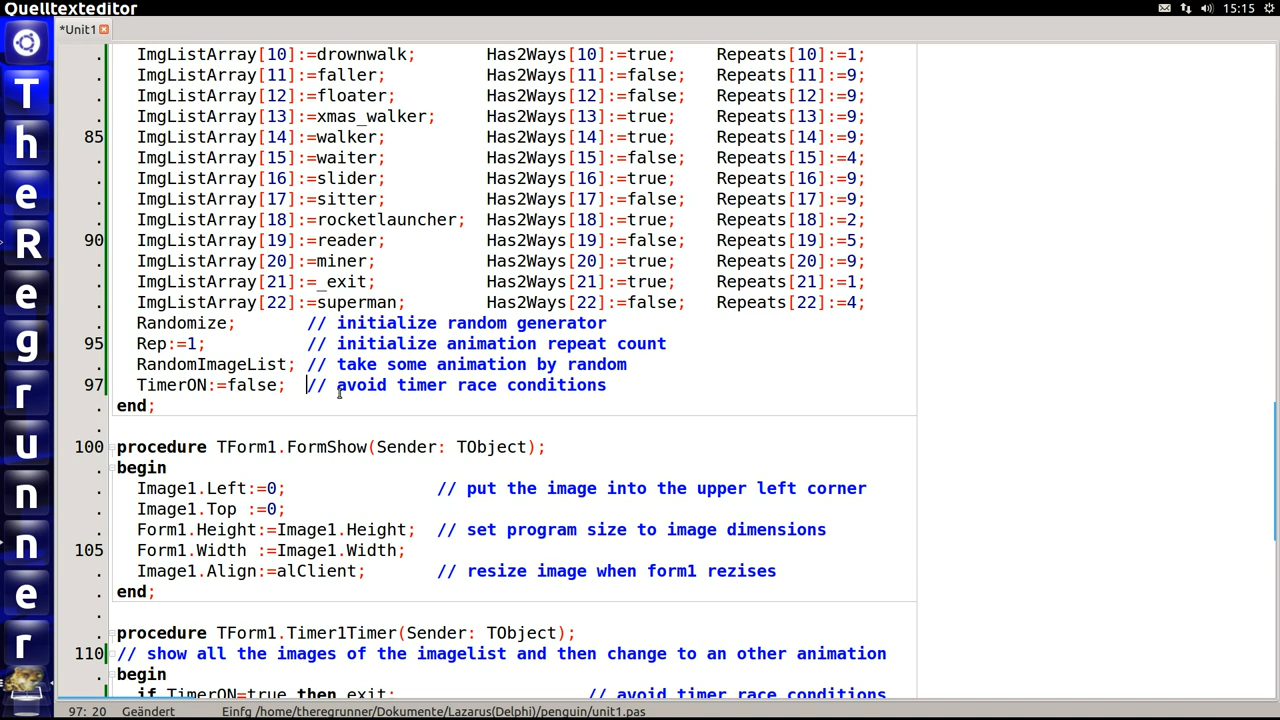 Quelltexteditor
15:15
*Unit1
ImgListArray[10]:=drownwalk; Has2Ways[10]:=true; Repeats[10]:=1;
ImgListArray[11]:=faller; Has2Ways[11]:=false; Repeats[11]:=9;
ImgListArray[12]:=floater; Has2Ways[12]:=false; Repeats[12]:=9;
ImgListArray[13]:=xmas_walker; Has2Ways[13]:=true; Repeats[13]:=9;
85 ImgListArray[14]:=walker; Has2Ways[14]:=true; Repeats[14]:=9;
ImgListArray[15]:=waiter; Has2Ways[15]:=false; Repeats[15]:=4;
ImgListArray[16]:=slider; Has2Ways[16]:=true; Repeats[16]:=9;
ImgListArray[17]:=sitter; Has2Ways[17]:=false; Repeats[17]:=9;
ImgListArray[18]:=rocketlauncher; Has2Ways[18]:=true; Repeats[18]:=2;
90 ImgListArray[19]:=reader; Has2Ways[19]:=false; Repeats[19]:=5;
ImgListArray[20]:=miner; Has2Ways[20]:=true; Repeats[20]:=9;
ImgListArray[21]:=_exit; Has2Ways[21]:=true; Repeats[21]:=1;
ImgListArray[22]:=superman; Has2Ways[22]:=false; Repeats[22]:=4;
Randomize; // initialize random generator
95 Rep:=1; // initialize animation repeat count
RandomImageList; // take some animation by random
97 TimerON:=false; // avoid timer race conditions
end;
100 procedure TForm1.FormShow(Sender: TObject);
begin
Image1.Left:=0; // put the image into the upper left corner
Image1.Top :=0;
Form1.Height:=Image1.Height; // set program size to image dimensions
105 Form1.Width :=Image1.Width;
Image1.Align:=alClient; // resize image when form1 rezises
end;
procedure TForm1.Timer1Timer(Sender: TObject);
110 // show all the images of the imagelist and then change to an other animation
begin
if TimerON=true then exit; // avoid timer race conditions
97: 20 Geändert Einfg /home/theregrunner/Dokumente/Lazarus(Delphi)/penguin/unit1.pas
T
h
e
R
e
g
r
u
n
n
e
r